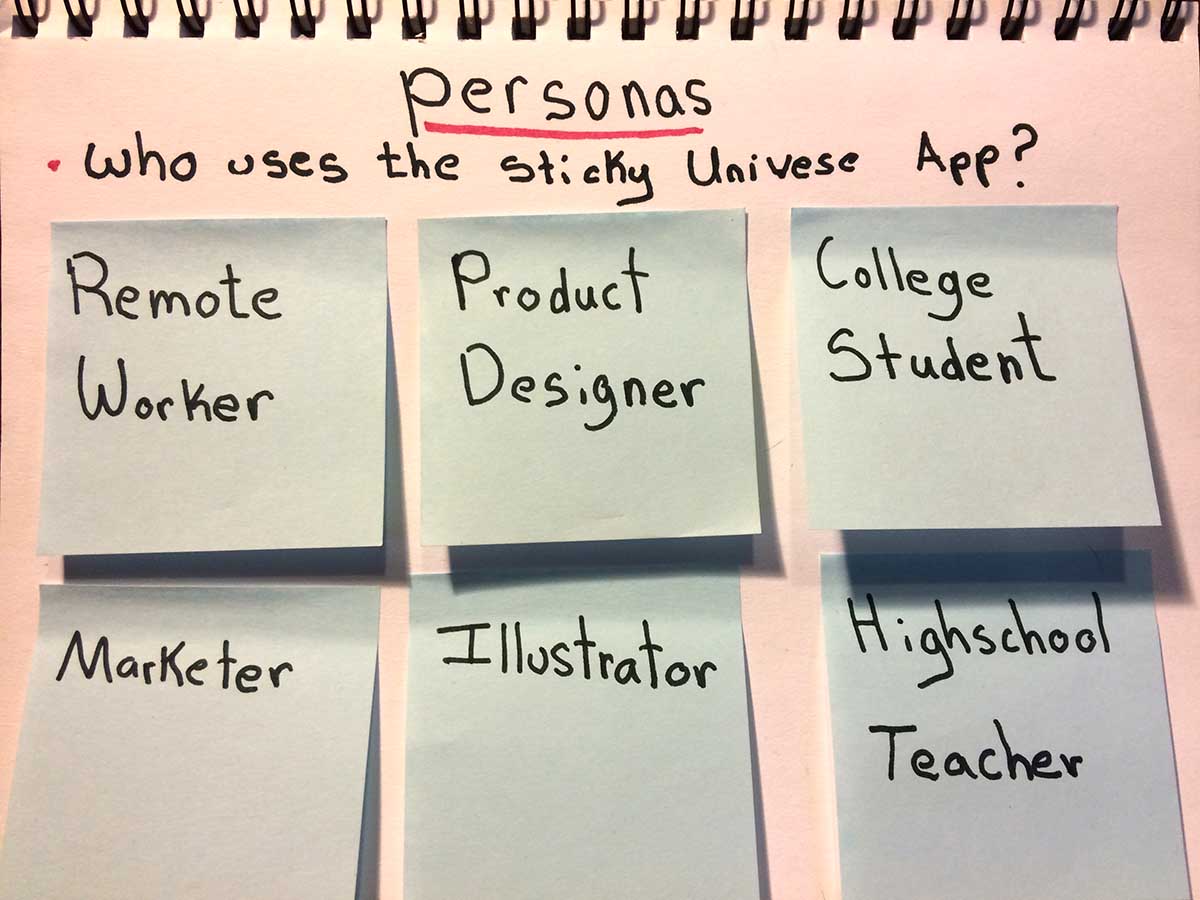 Personas
• Who uses the sticky Univese App?
Remote
Worker
Product
Designer
College
Student
Marketer
Illustrator
Highschool
Teacher